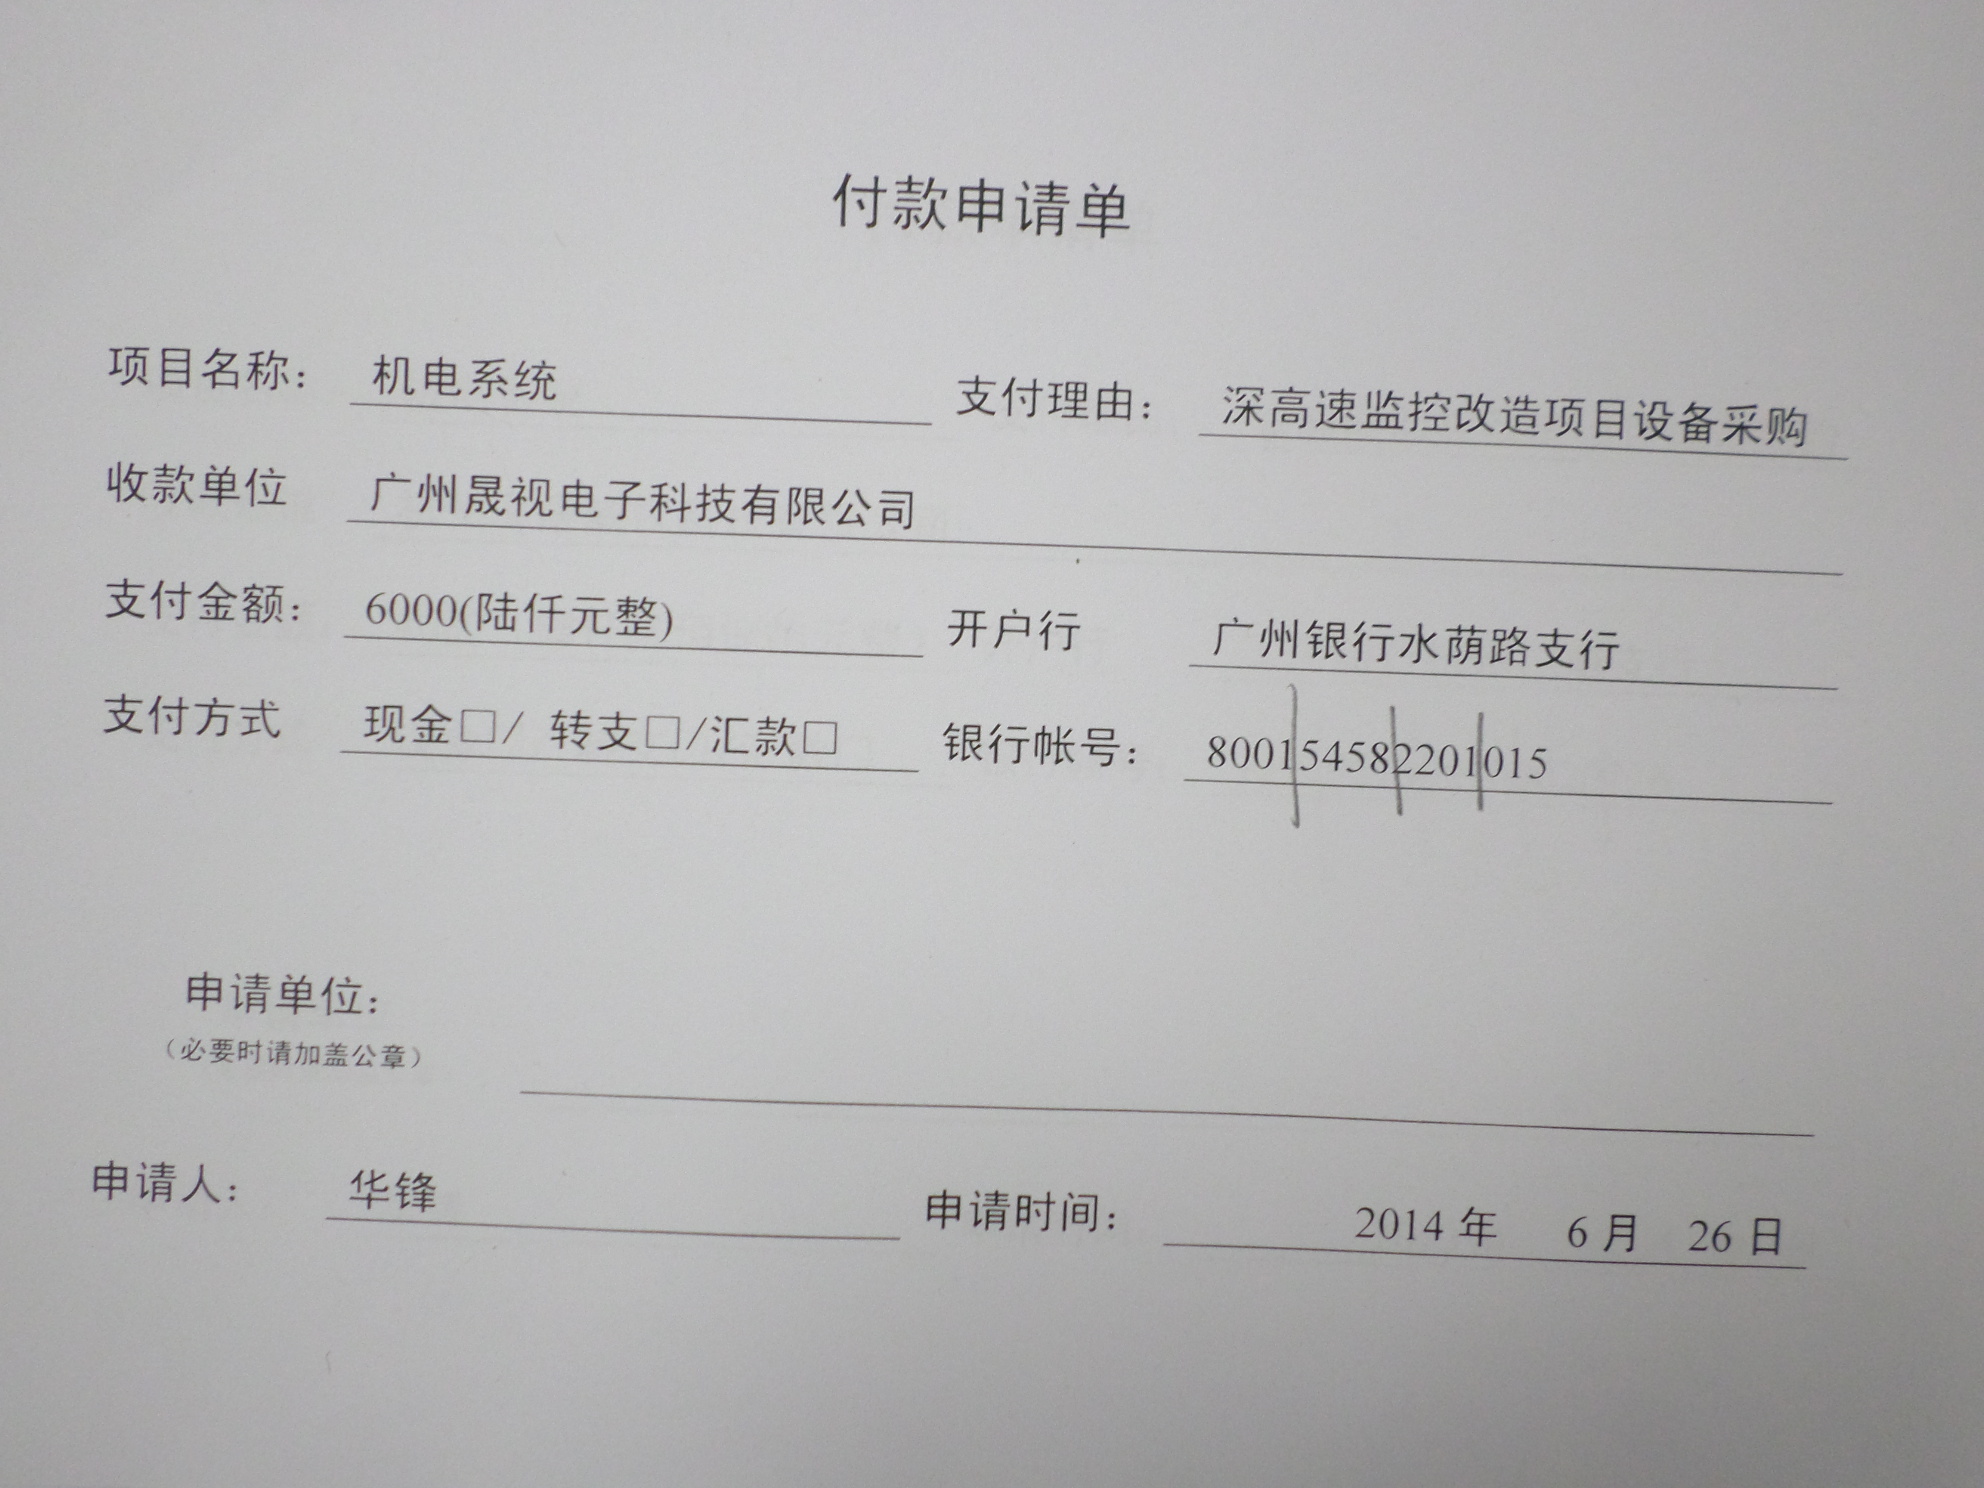 付款申请单
项目名称： 机电系统 支付理由： 深高速监控改造项目设备采购
收款单位 广州晟视电子科技有限公司
支付金额： 6000(陆仟元整) 开户行 广州银行水荫路支行
支付方式 现金□/ 转支□/汇款□ 银行帐号： 800154582201015
申请单位：
（必要时请加盖公章）
申请人： 华锋 申请时间： 2014 年 6 月 26 日